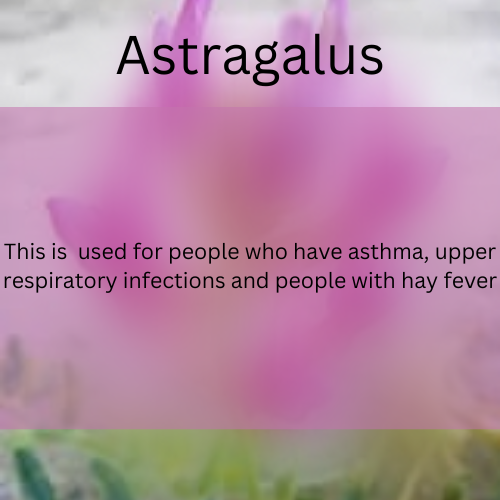 Astragalus
This is  used for people who have asthma, upper
respiratory infections and people with hay fever